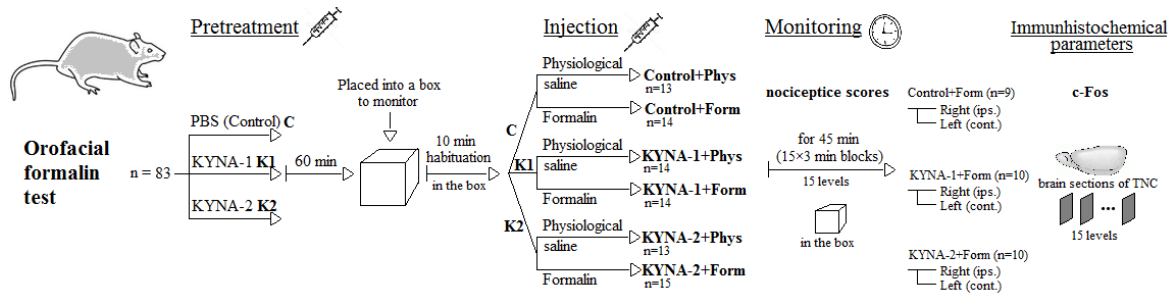 Pretreatment
Injection
Monitoring
Immunhistochemical
parameters
Orofacial
formalin
test
n = 83
PBS (Control) C
KYNA-1 K1
KYNA-2 K2
60 min
Placed into a box
to monitor
10 min
habituation
in the box
C
K1
K2
Physiological
saline
Control+Phys
n=13
Formalin
Control+Form
n=14
Physiological
saline
KYNA-1+Phys
n=14
Formalin
KYNA-1+Form
n=14
Physiological
saline
KYNA-2+Phys
n=13
Formalin
KYNA-2+Form
n=15
nociceptice scores
for 45 min
(15×3 min blocks)
15 levels
in the box
Control+Form (n=9)
Right (ips.)
Left (cont.)
KYNA-1+Form (n=10)
Right (ips.)
Left (cont.)
KYNA-2+Form (n=10)
Right (ips.)
Left (cont.)
c-Fos
brain sections of TNC
15 levels